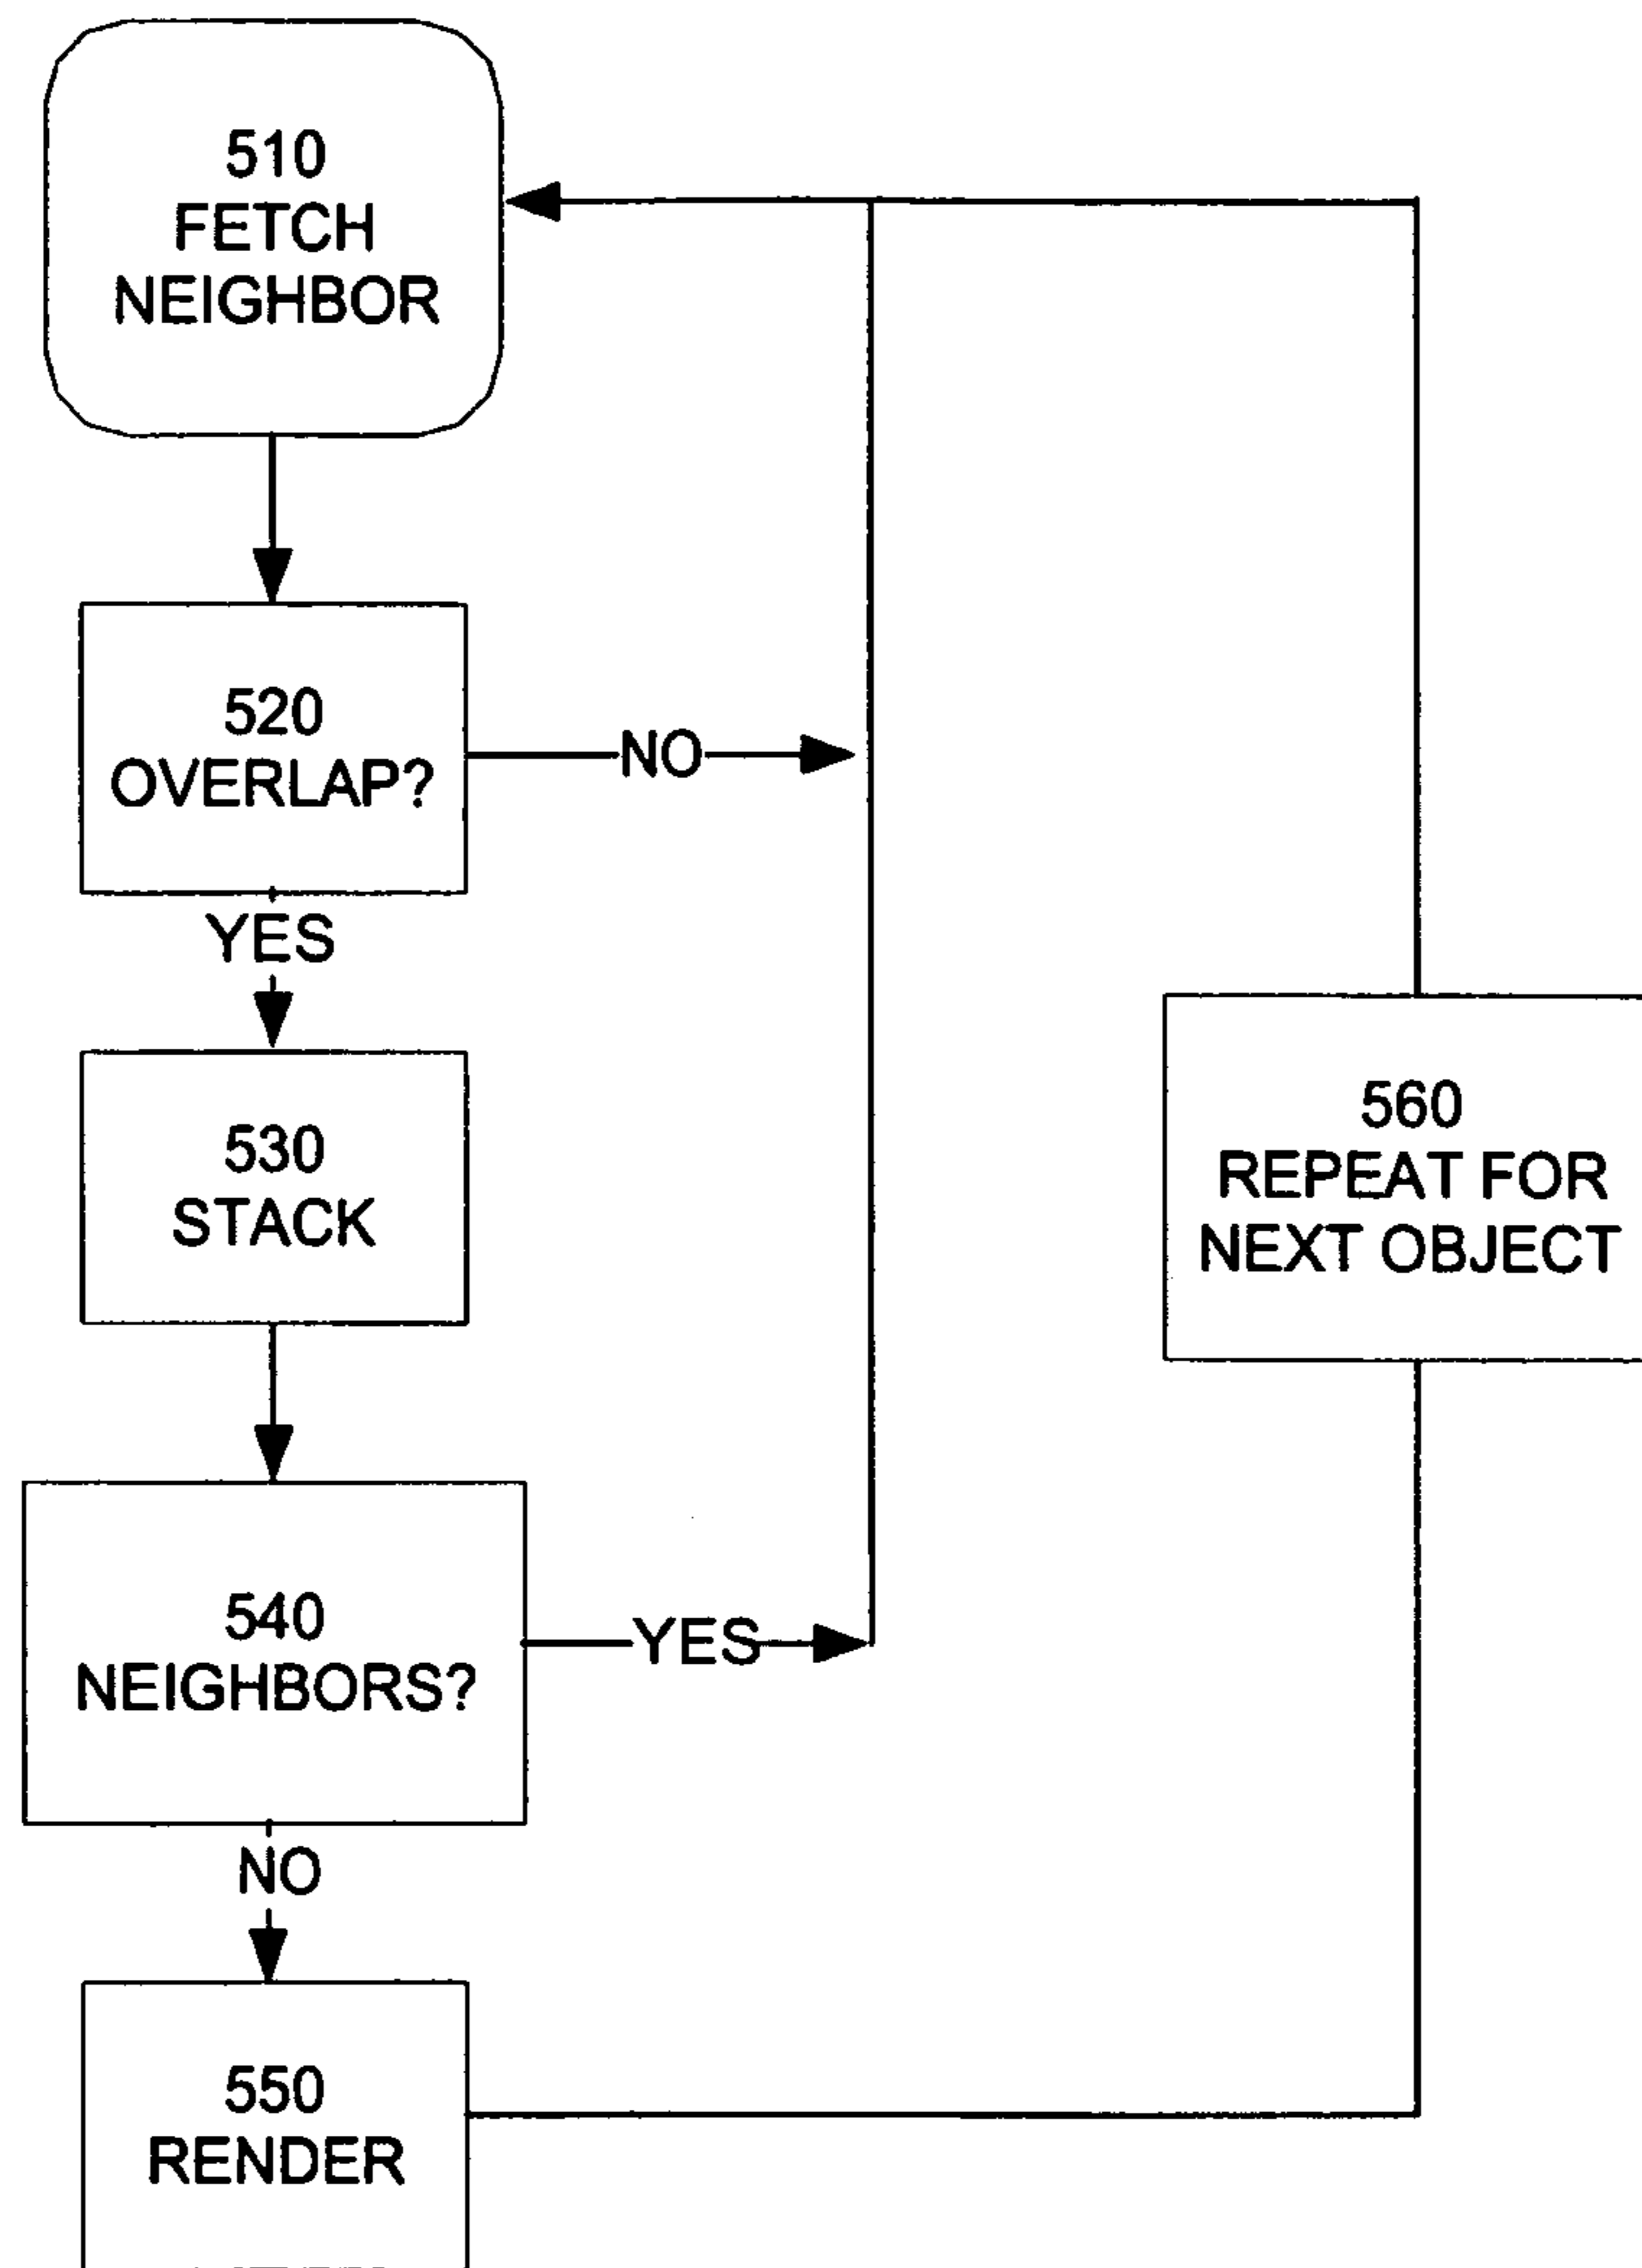 510
FETCH
NEIGHBOR
520
OVERLAP?
NO
YES
530
STACK
560
REPEAT FOR
NEXT OBJECT
540
NEIGHBORS?
YES
NO
550
RENDER